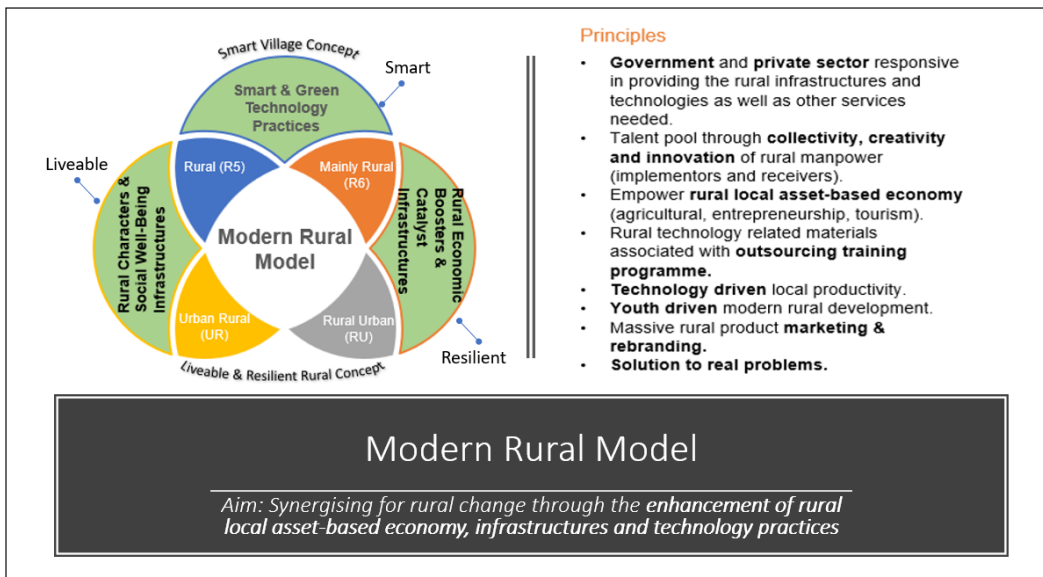 Smart Village Concept
Smart
Smart & Green
Technology
Practices
Liveable
Rural (R5)
Mainly Rural
(R6)
Rural Characters &
Social Well-Being
Infrastructures
Rural Economic
Boosters &
Catalyst
Infrastructures
Modern Rural
Model
Urban Rural
(UR)
Rural Urban
(RU)
Resilient
Liveable & Resilient Rural Concept
Principles
• Government and private sector responsive
in providing the rural infrastructures and
technologies as well as other services
needed.
• Talent pool through collectivity, creativity
and innovation of rural manpower
(implementors and receivers).
• Empower rural local asset-based economy
(agricultural, entrepreneurship, tourism).
• Rural technology related materials
associated with outsourcing training
programme.
• Technology driven local productivity.
• Youth driven modern rural development.
• Massive rural product marketing &
rebranding.
• Solution to real problems.
Modern Rural Model
Aim: Synergising for rural change through the enhancement of rural
local asset-based economy, infrastructures and technology practices